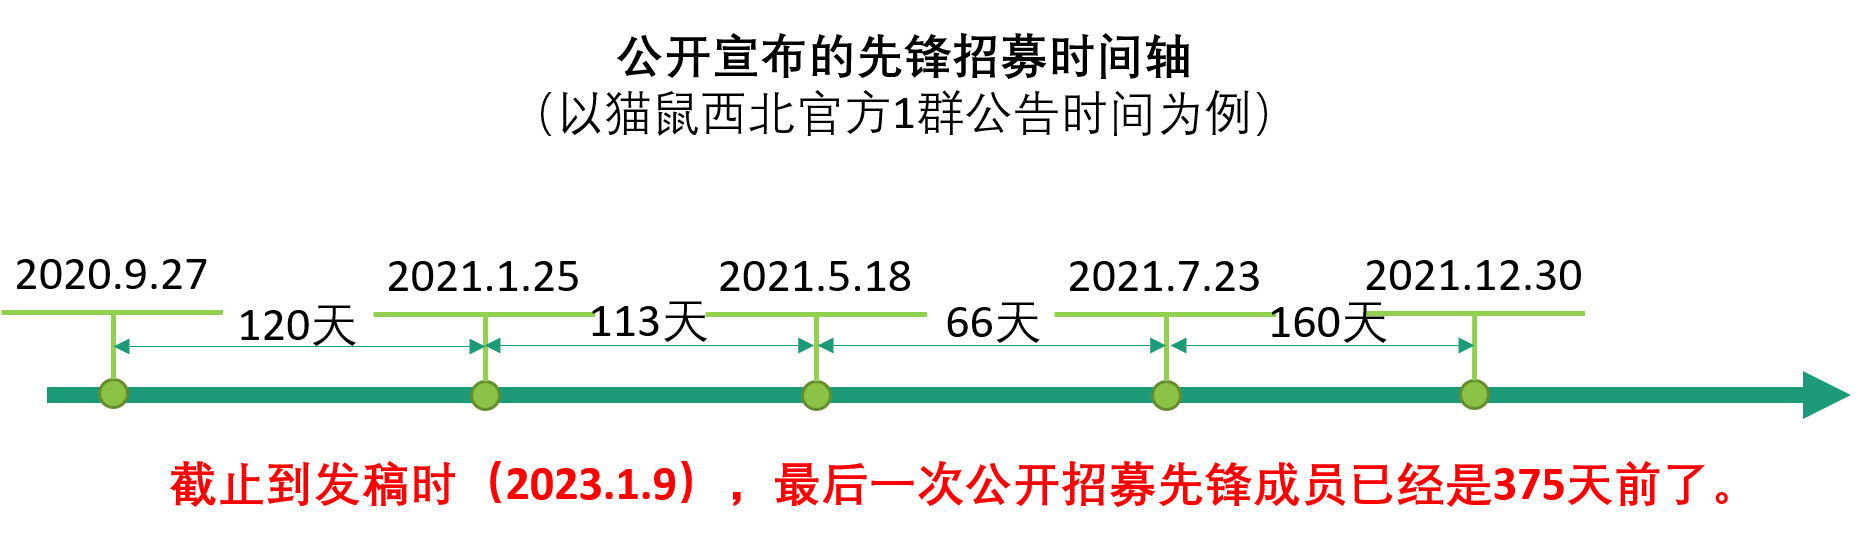 公开宣布的先锋招募时间轴
（以猫鼠西北官方1群公告时间为例）
2020.9.27
2021.1.25
2021.5.18
2021.7.23
2021.12.30
120天
113天
66天
160天
截止到发稿时（2023.1.9），最后一次公开招募先锋成员已经是375天前了。